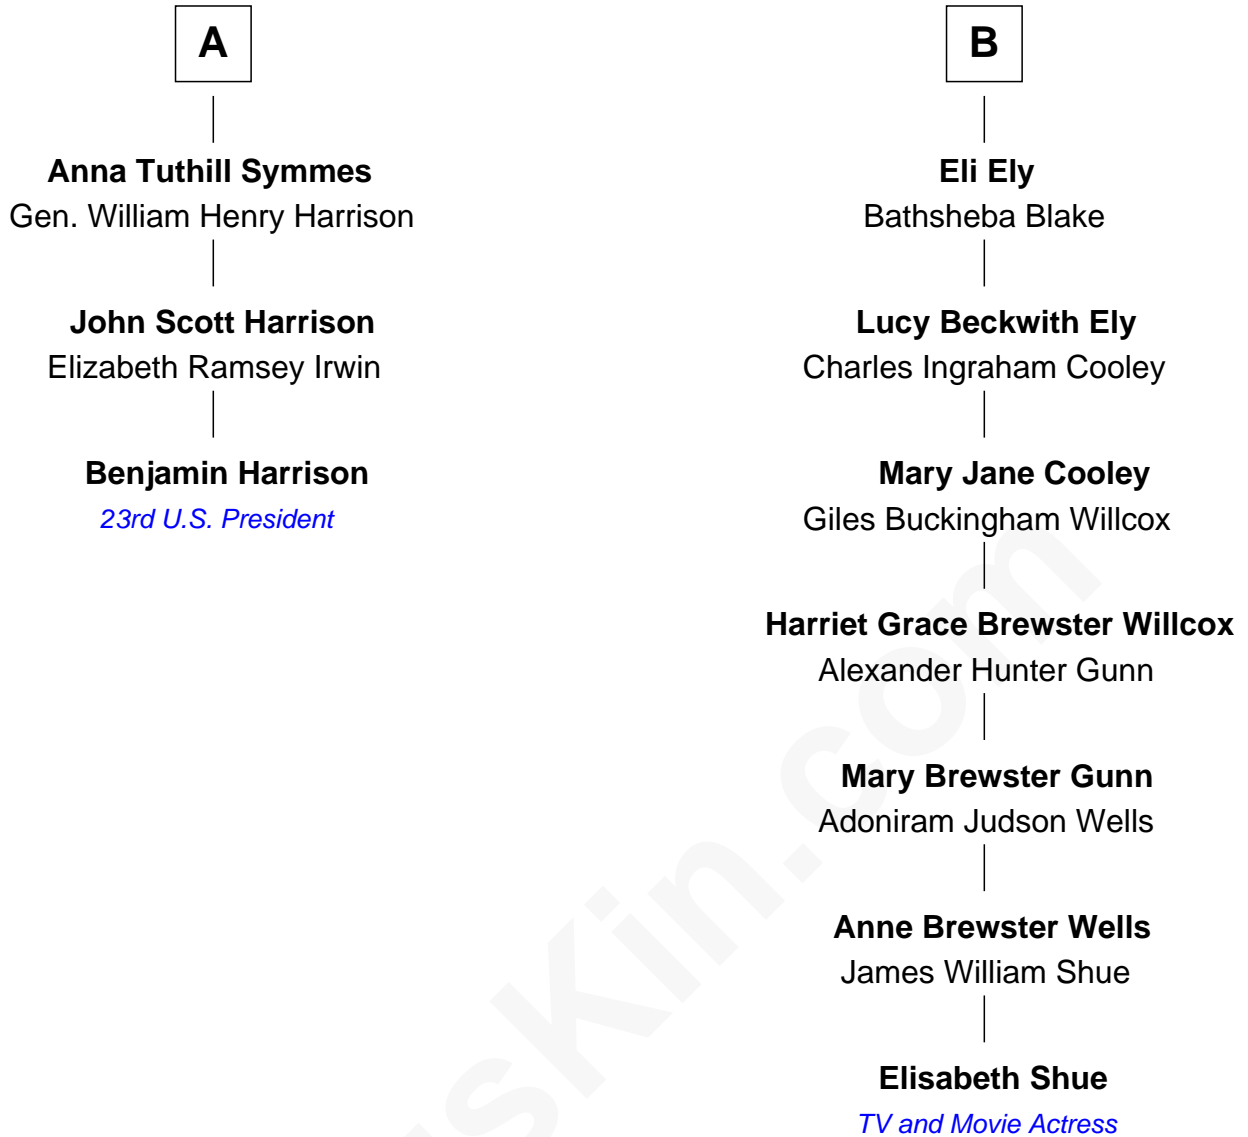 A
Anna Tuthill Symmes
Gen. William Henry Harrison
John Scott Harrison
Elizabeth Ramsey Irwin
Benjamin Harrison
23rd U.S. President
B
Eli Ely
Bathsheba Blake
Lucy Beckwith Ely
Charles Ingraham Cooley
Mary Jane Cooley
Giles Buckingham Willcox
Harriet Grace Brewster Willcox
Alexander Hunter Gunn
Mary Brewster Gunn
Adoniram Judson Wells
Anne Brewster Wells
James William Shue
Elisabeth Shue
TV and Movie Actress
sKin.com